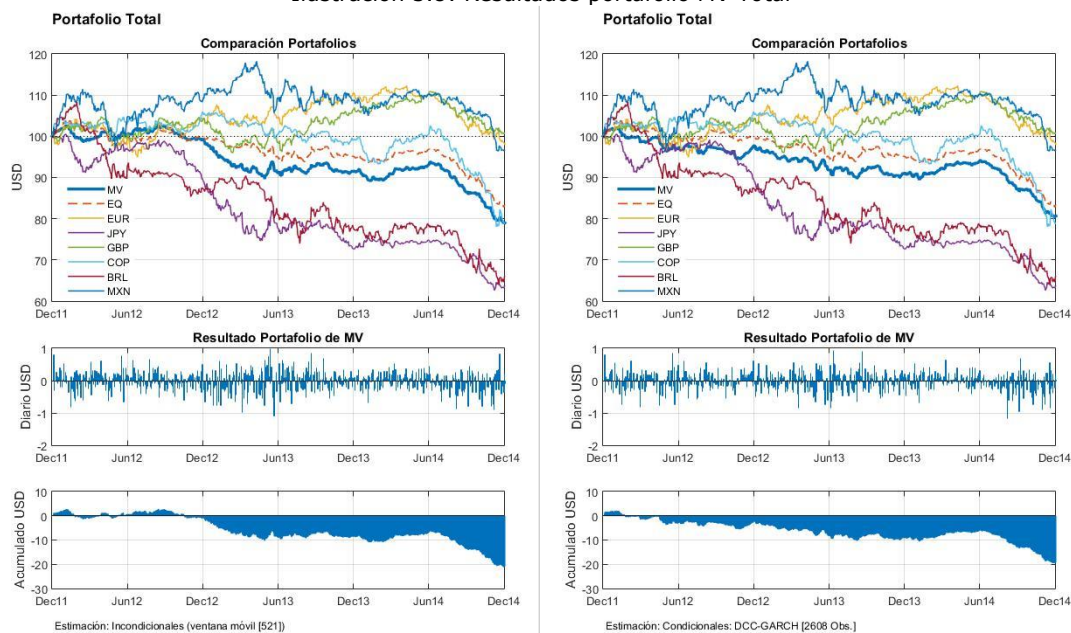 Portafolio Total
Comparación Portafolios
120
110
100
90
80
70
60
USD
MV
EQ
EUR
JPY
GBP
COP
BRL
MXN
Dec11 Jun12 Dec12 Jun13 Dec13 Jun14 Dec14
Resultado Portafolio de MV
1
0
-1
-2
Diario USD
Dec11 Jun12 Dec12 Jun13 Dec13 Jun14 Dec14
10
0
-10
-20
-30
Acumulado USD
Dec11 Jun12 Dec12 Jun13 Dec13 Jun14 Dec14
Estimación: Incondicionales (ventana móvil [521])
Portafolio Total
Comparación Portafolios
120
110
100
90
80
70
60
USD
MV
EQ
EUR
JPY
GBP
COP
BRL
MXN
Dec11 Jun12 Dec12 Jun13 Dec13 Jun14 Dec14
Resultado Portafolio de MV
1
0
-1
-2
Diario USD
Dec11 Jun12 Dec12 Jun13 Dec13 Jun14 Dec14
10
0
-10
-20
-30
Acumulado USD
Dec11 Jun12 Dec12 Jun13 Dec13 Jun14 Dec14
Estimación: Condicionales: DCC-GARCH [2608 Obs.]